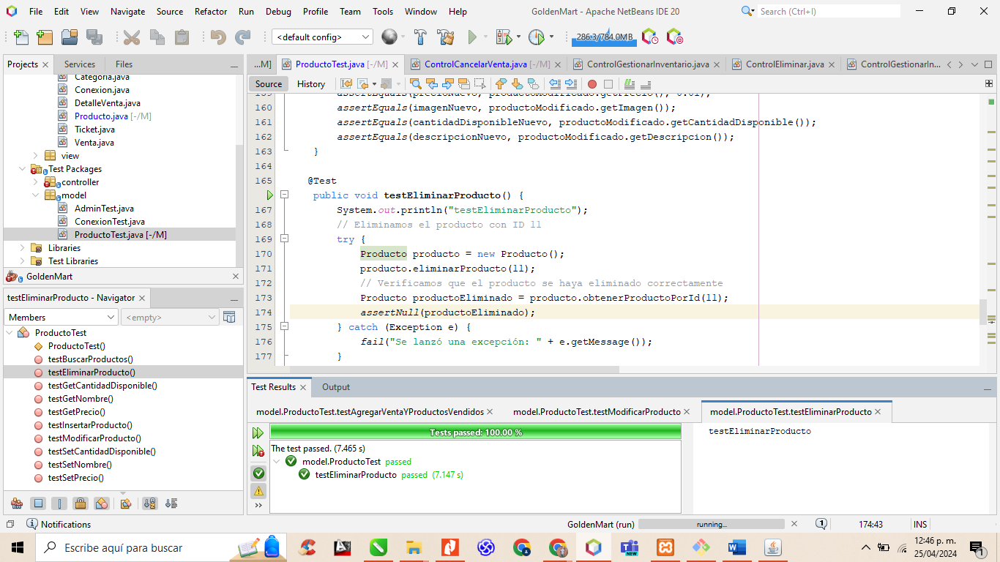 File Edit View Navigate Source Refactor Run Debug Profile Team Tools Window Help
GoldenMart - Apache NetBeans IDE 20
Search (Ctrl+I)
<default config>
286.3/784.0MB
Projects
Services
Files
Categoria.java
Conexion.java
DetalleVenta.java
Producto.java [-/M]
Ticket.java
Venta.java
view
Test Packages
controller
model
AdminTest.java
ConexionTest.java
ProductoTest.java [-/M]
Libraries
Test Libraries
GoldenMart
testEliminarProducto - Navigator
Members
<empty>
ProductoTest
ProductoTest()
testBuscarProductos()
testEliminarProducto()
testGetCantidadDisponible()
testGetNombre()
testGetPrecio()
testInsertarProducto()
testModificarProducto()
testSetCantidadDisponible()
testSetNombre()
testSetPrecio()
...M]
ProductoTest.java [-/M]
ControlCancelarVenta.java [-/M]
ControlGestionarInventario.java
ControlEliminar.java
ControlGestionarIn...
Source
History
159 assertEquals(precioNuevo, productoModificado.getPrecio(), 0.01);
160 assertEquals(imagenNuevo, productoModificado.getImagen());
161 assertEquals(cantidadDisponibleNuevo, productoModificado.getCantidadDisponible());
162 assertEquals(descripcionNuevo, productoModificado.getDescripcion());
163 }
164
165 @Test
public void testEliminarProducto() {
167 System.out.println("testEliminarProducto");
168 // Eliminamos el producto con ID 11
169 try {
170 Producto producto = new Producto();
171 producto.eliminarProducto(11);
172 // Verificamos que el producto se haya eliminado correctamente
173 Producto productoEliminado = producto.obtenerProductoPorId(11);
174 assertNull(productoEliminado);
175 } catch (Exception e) {
176 fail("Se lanzó una excepción: " + e.getMessage());
177 }
Test Results
Output
model.ProductoTest.testAgregarVentaYProductosVendidos
model.ProductoTest.testModificarProducto
model.ProductoTest.testEliminarProducto
Tests passed: 100.00 %
The test passed. (7.465 s)
model.ProductoTest passed
testEliminarProducto passed (7.147 s)
testEliminarProducto
Notifications
GoldenMart (run)
running...
1
174:43
INS
Escribe aquí para buscar
NEW
12:46 p. m.
25/04/2024
1